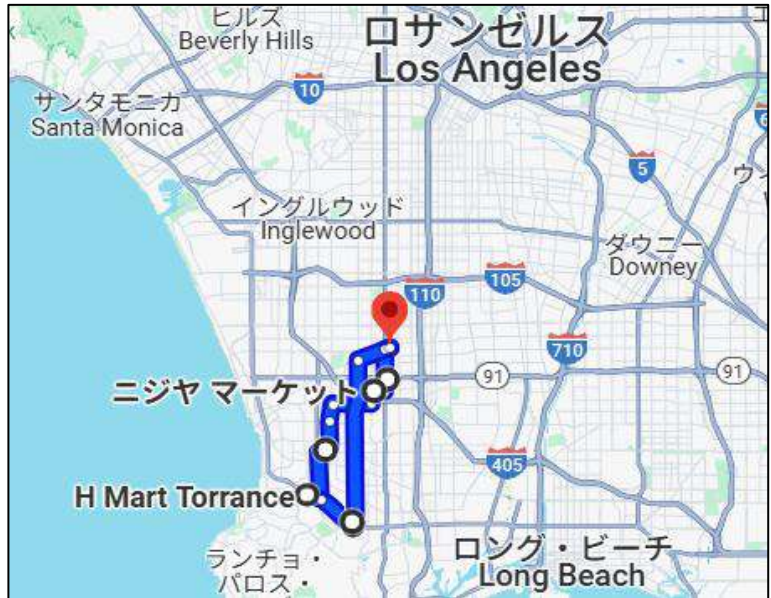 ヒルズ
Beverly Hills
ロサンゼルス
Los Angeles
10
サンタモニカ
Santa Monica
5
イングルウッド
Inglewood
ダウニー
Downey
105
110
710
91
91
ニジヤ マーケット
405
H Mart Torrance
ロング・ビーチ
Long Beach
ランチョ・
パロス・